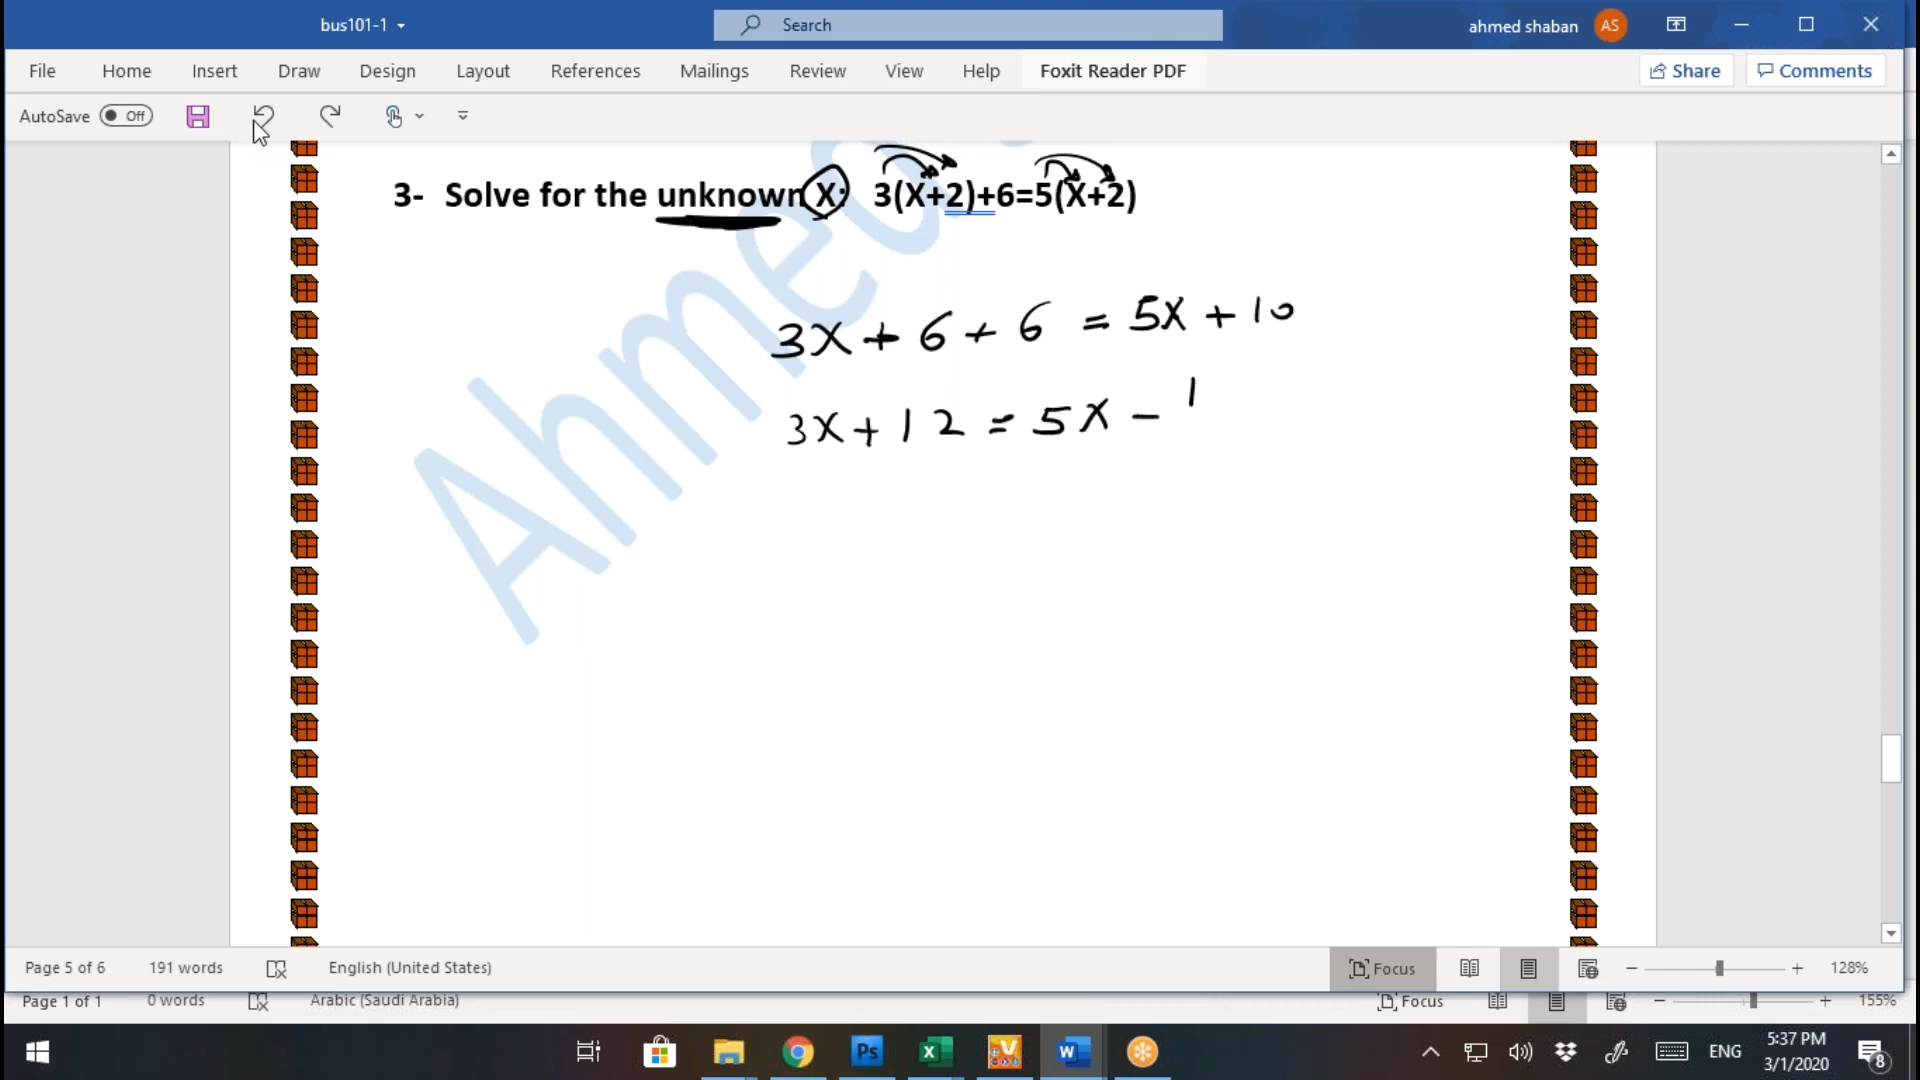 bus101-1
Search
ahmed shaban
AS
File Home Insert Draw Design Layout References Mailings Review View Help Foxit Reader PDF Share Comments
AutoSave Off
3- Solve for the unknown X: 3(X+2)+6=5(X+2)
3X + 6 + 6 = 5X + 10
3X + 12 = 5X - 1
Ahmed
Page 5 of 6 191 words English (United States) Focus 128%
Page 1 of 1 0 words Arabic (Saudi Arabia) Focus 155%
Ps
ENG
5:37 PM
3/1/2020
8